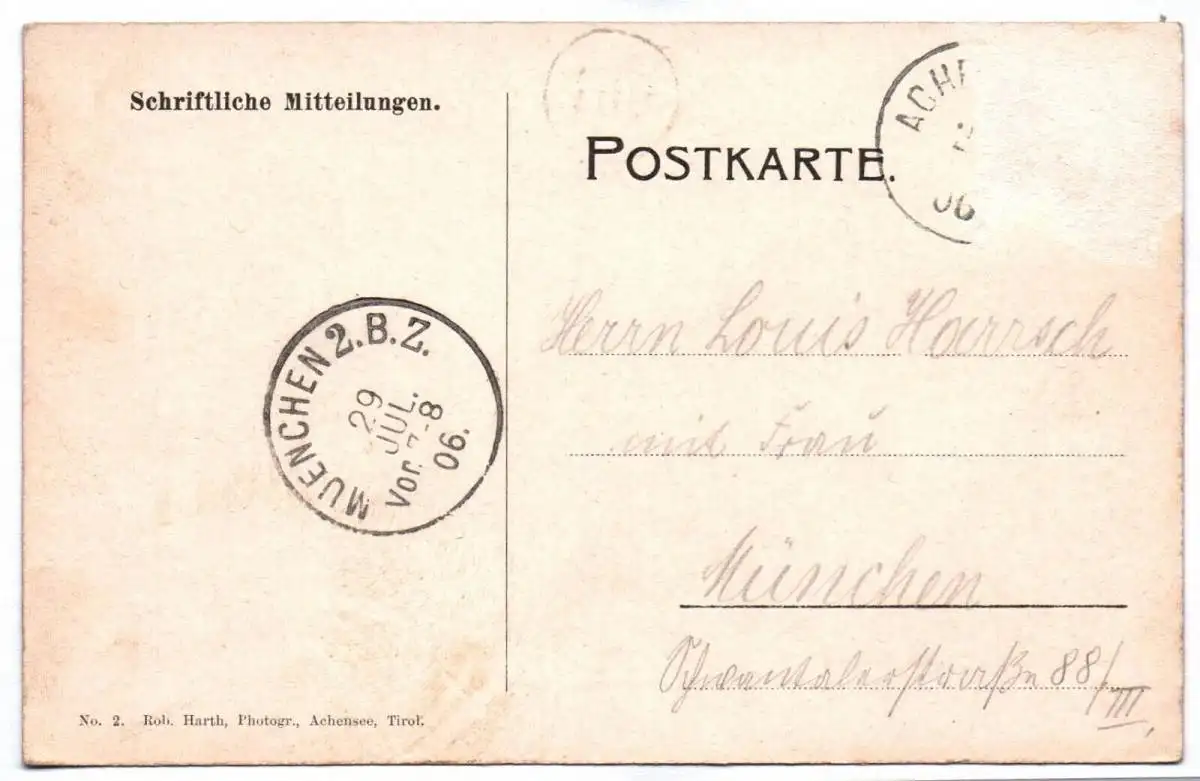 Schriftliche Mitteilungen.
POSTKARTE.
ACHE
06
MUENCHEN 2.B.Z.
29
JUL.
Vor. 7-8
06.
Herrn Louis Harrsch
mit Frau
München
Schwantalerstraße 88/III,
No. 2. Rob. Harth, Photogr., Achensee, Tirol.